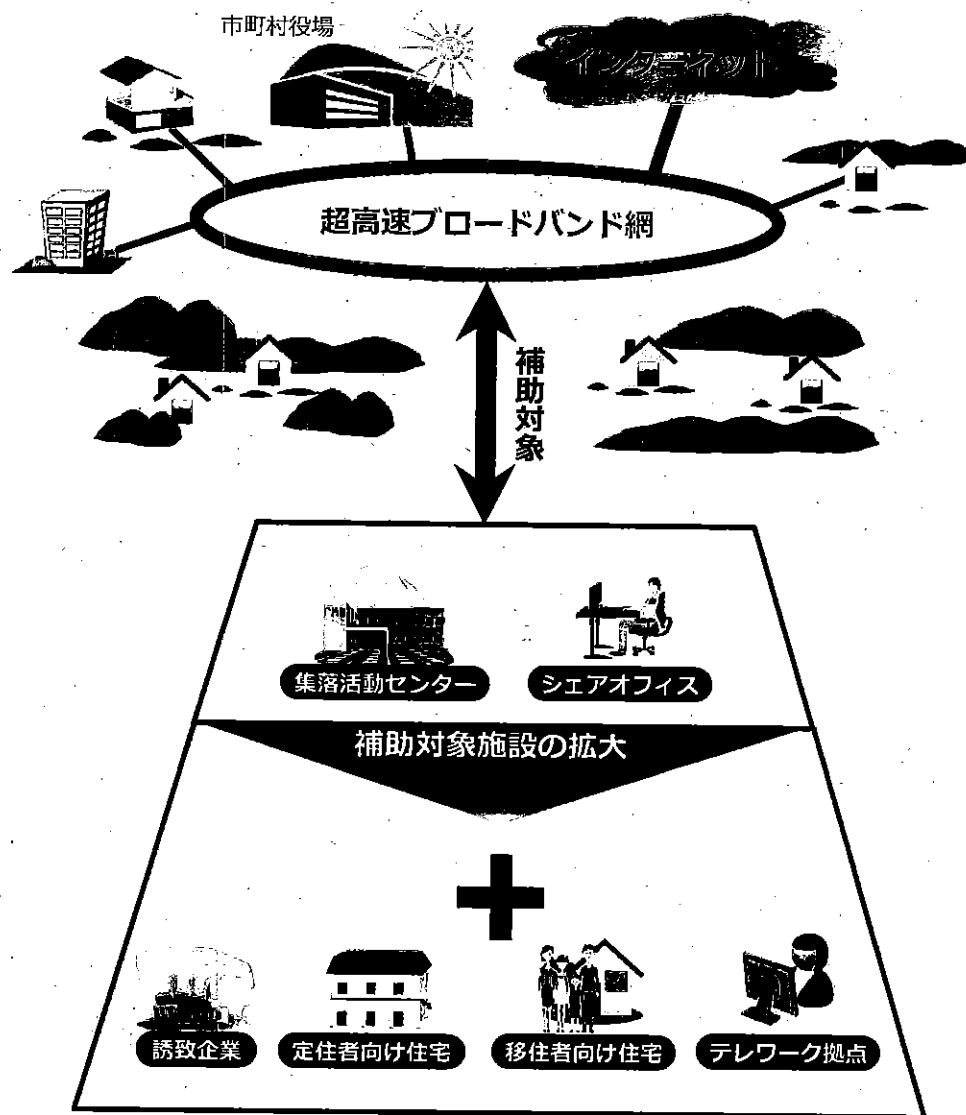 市町村役場
インターネット
超高速ブロードバンド網
補助対象
集落活動センター
シェアオフィス
補助対象施設の拡大
誘致企業
定住者向け住宅
移住者向け住宅
テレワーク拠点